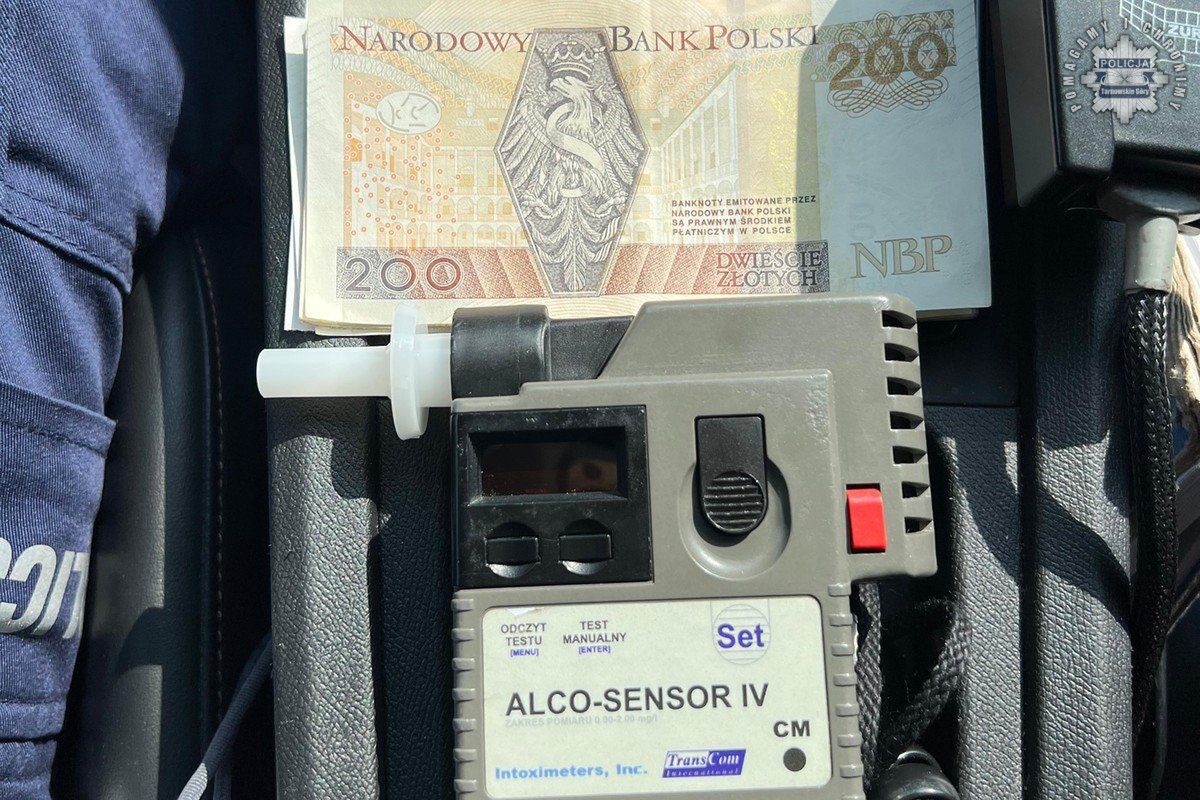 NARODOWY BANK POLSKI
200
BANKNOTY EMITOWANE PRZEZ
NARODOWY BANK POLSKI
SĄ PRAWNYM ŚRODKIEM
PŁATNICZYM W POLSCE
200
DWIEŚCIE
ZŁOTYCH
NBP
POMAGAMY I CHRONIMY
POLICJA
Tarnowskie Góry
ODCZYT
TESTU
[MENU]
TEST
MANUALNY
[ENTER]
Set
ALCO-SENSOR IV
ZAKRES POMIARU 0.00-2.00 mg/l
CM
Intoximeters, Inc.
TransCom
International